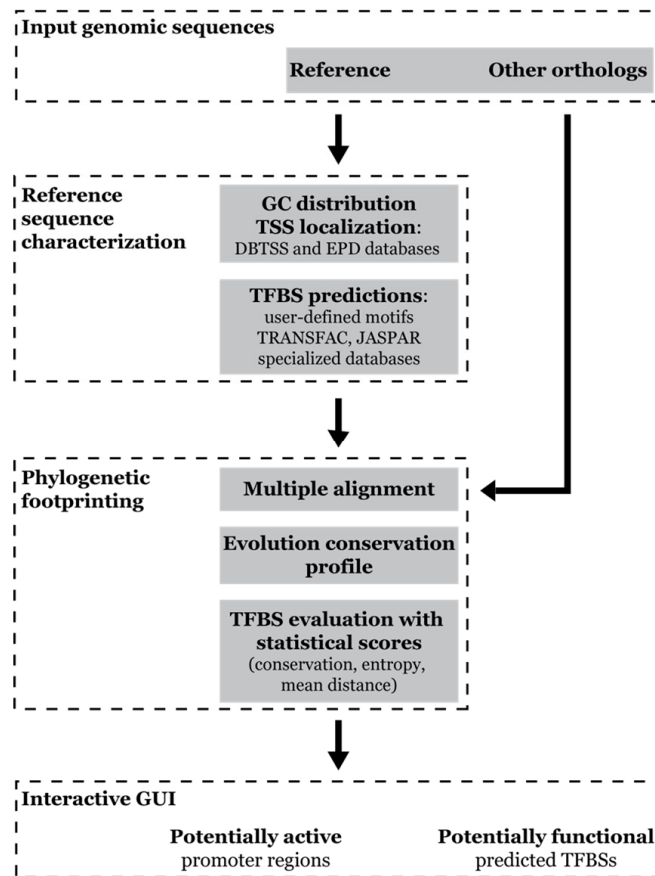 Input genomic sequences
Reference Other orthologs
Reference
sequence
characterization
GC distribution
TSS localization:
DBTSS and EPD databases
TFBS predictions:
user-defined motifs
TRANSFAC, JASPAR
specialized databases
Phylogenetic
footprinting
Multiple alignment
Evolution conservation
profile
TFBS evaluation with
statistical scores
(conservation, entropy,
mean distance)
Interactive GUI
Potentially active
promoter regions
Potentially functional
predicted TFBSs